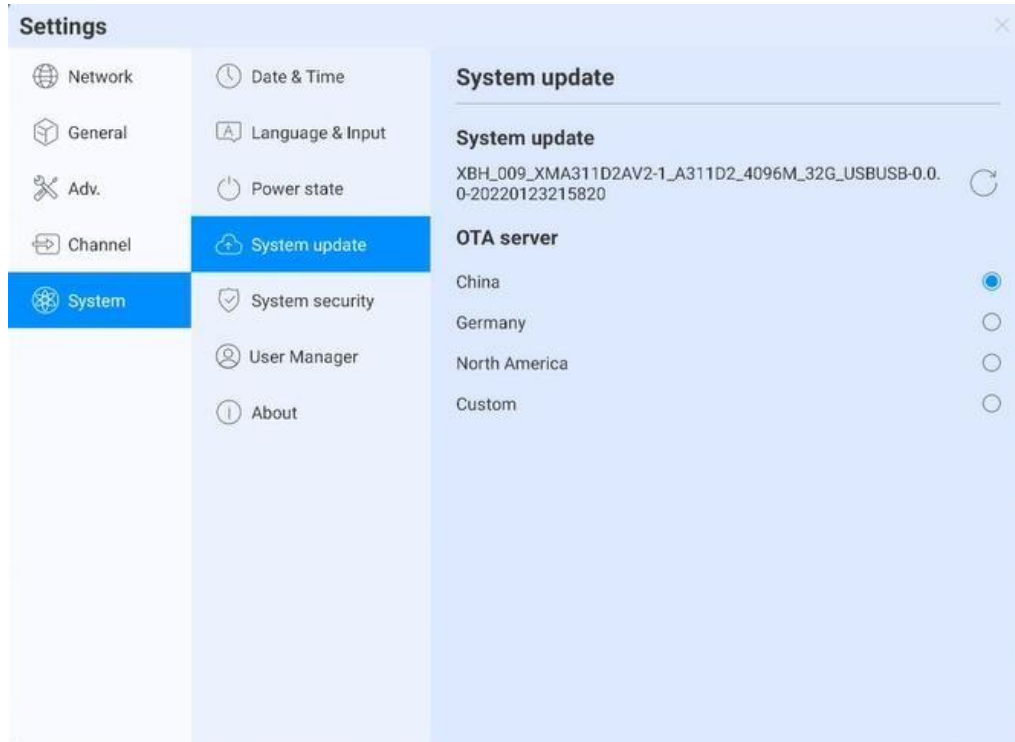 Settings
Network
General
Adv.
Channel
System
Date & Time
Language & Input
Power state
System update
System security
User Manager
About
System update
System update
XBH_009_XMA311D2AV2-1_A311D2_4096M_32G_USBUSB-0.0.
0-20220123215820
OTA server
China
Germany
North America
Custom